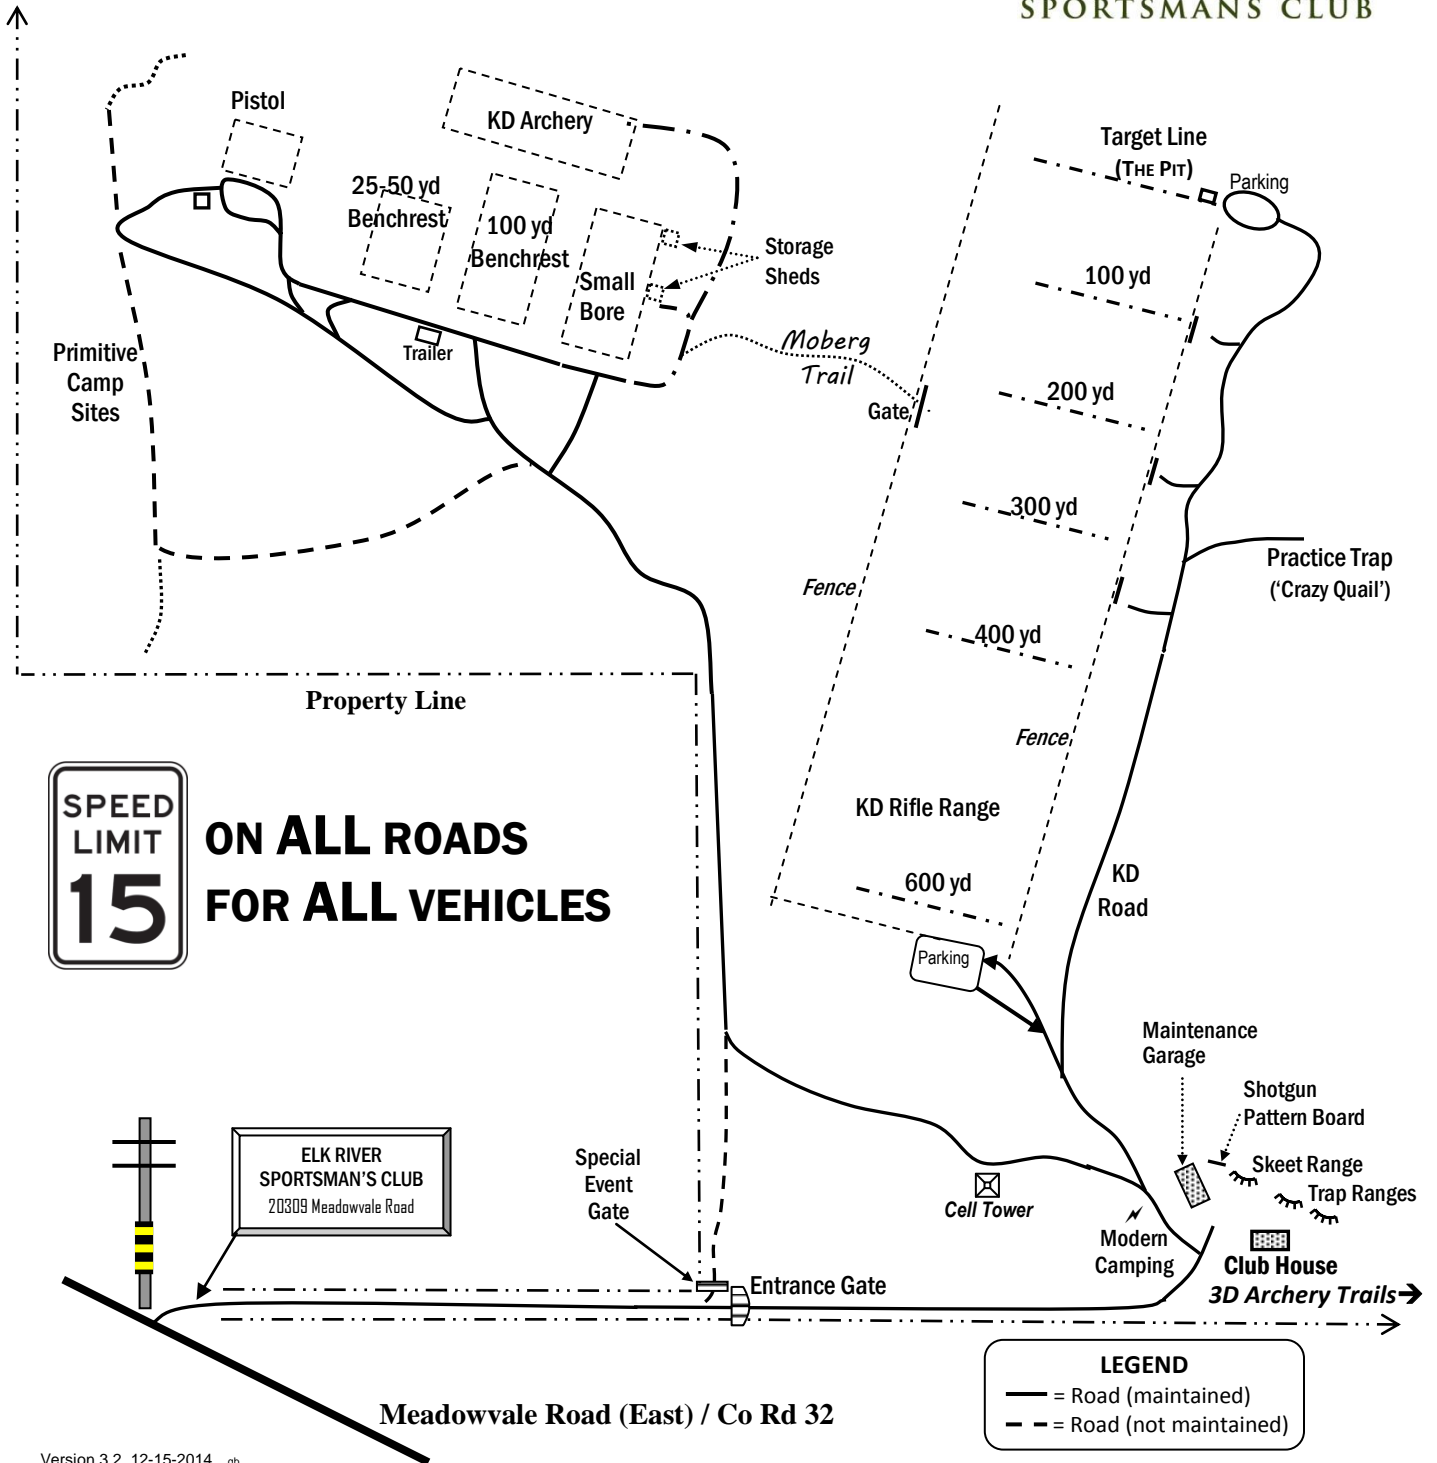 SPORTSMANS CLUB
Pistol
KD Archery
25-50 yd
Benchrest
100 yd
Benchrest
Small
Bore
Storage
Sheds
Target Line
(THE PIT)
Parking
100 yd
200 yd
300 yd
400 yd
600 yd
Moberg
Trail
Gate
Trailer
Primitive
Camp
Sites
Fence
Fence
Practice Trap
('Crazy Quail')
Property Line
SPEED
LIMIT
15
ON ALL ROADS
FOR ALL VEHICLES
KD Rifle Range
KD
Road
Parking
Maintenance
Garage
Shotgun
Pattern Board
Skeet Range
Trap Ranges
ELK RIVER
SPORTSMAN'S CLUB
20309 Meadowvale Road
Special
Event
Gate
Cell Tower
Modern
Camping
Club House
3D Archery Trails
Entrance Gate
LEGEND
= Road (maintained)
= Road (not maintained)
Meadowvale Road (East) / Co Rd 32
Version 3.2 12-15-2014 gb